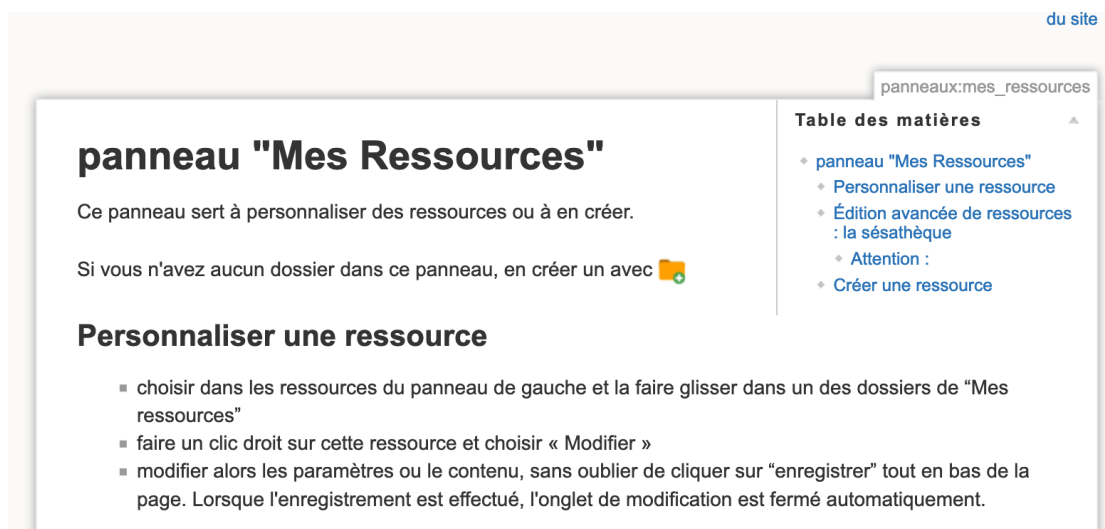 du site
panneaux:mes_ressources
Table des matières
panneau "Mes Ressources"
Personnaliser une ressource
Édition avancée de ressources
: la sésathèque
Attention :
Créer une ressource
panneau "Mes Ressources"
Ce panneau sert à personnaliser des ressources ou à en créer.
Si vous n'avez aucun dossier dans ce panneau, en créer un avec
Personnaliser une ressource
choisir dans les ressources du panneau de gauche et la faire glisser dans un des dossiers de “Mes
ressources”
faire un clic droit sur cette ressource et choisir « Modifier »
modifier alors les paramètres ou le contenu, sans oublier de cliquer sur “enregistrer” tout en bas de la
page. Lorsque l'enregistrement est effectué, l'onglet de modification est fermé automatiquement.